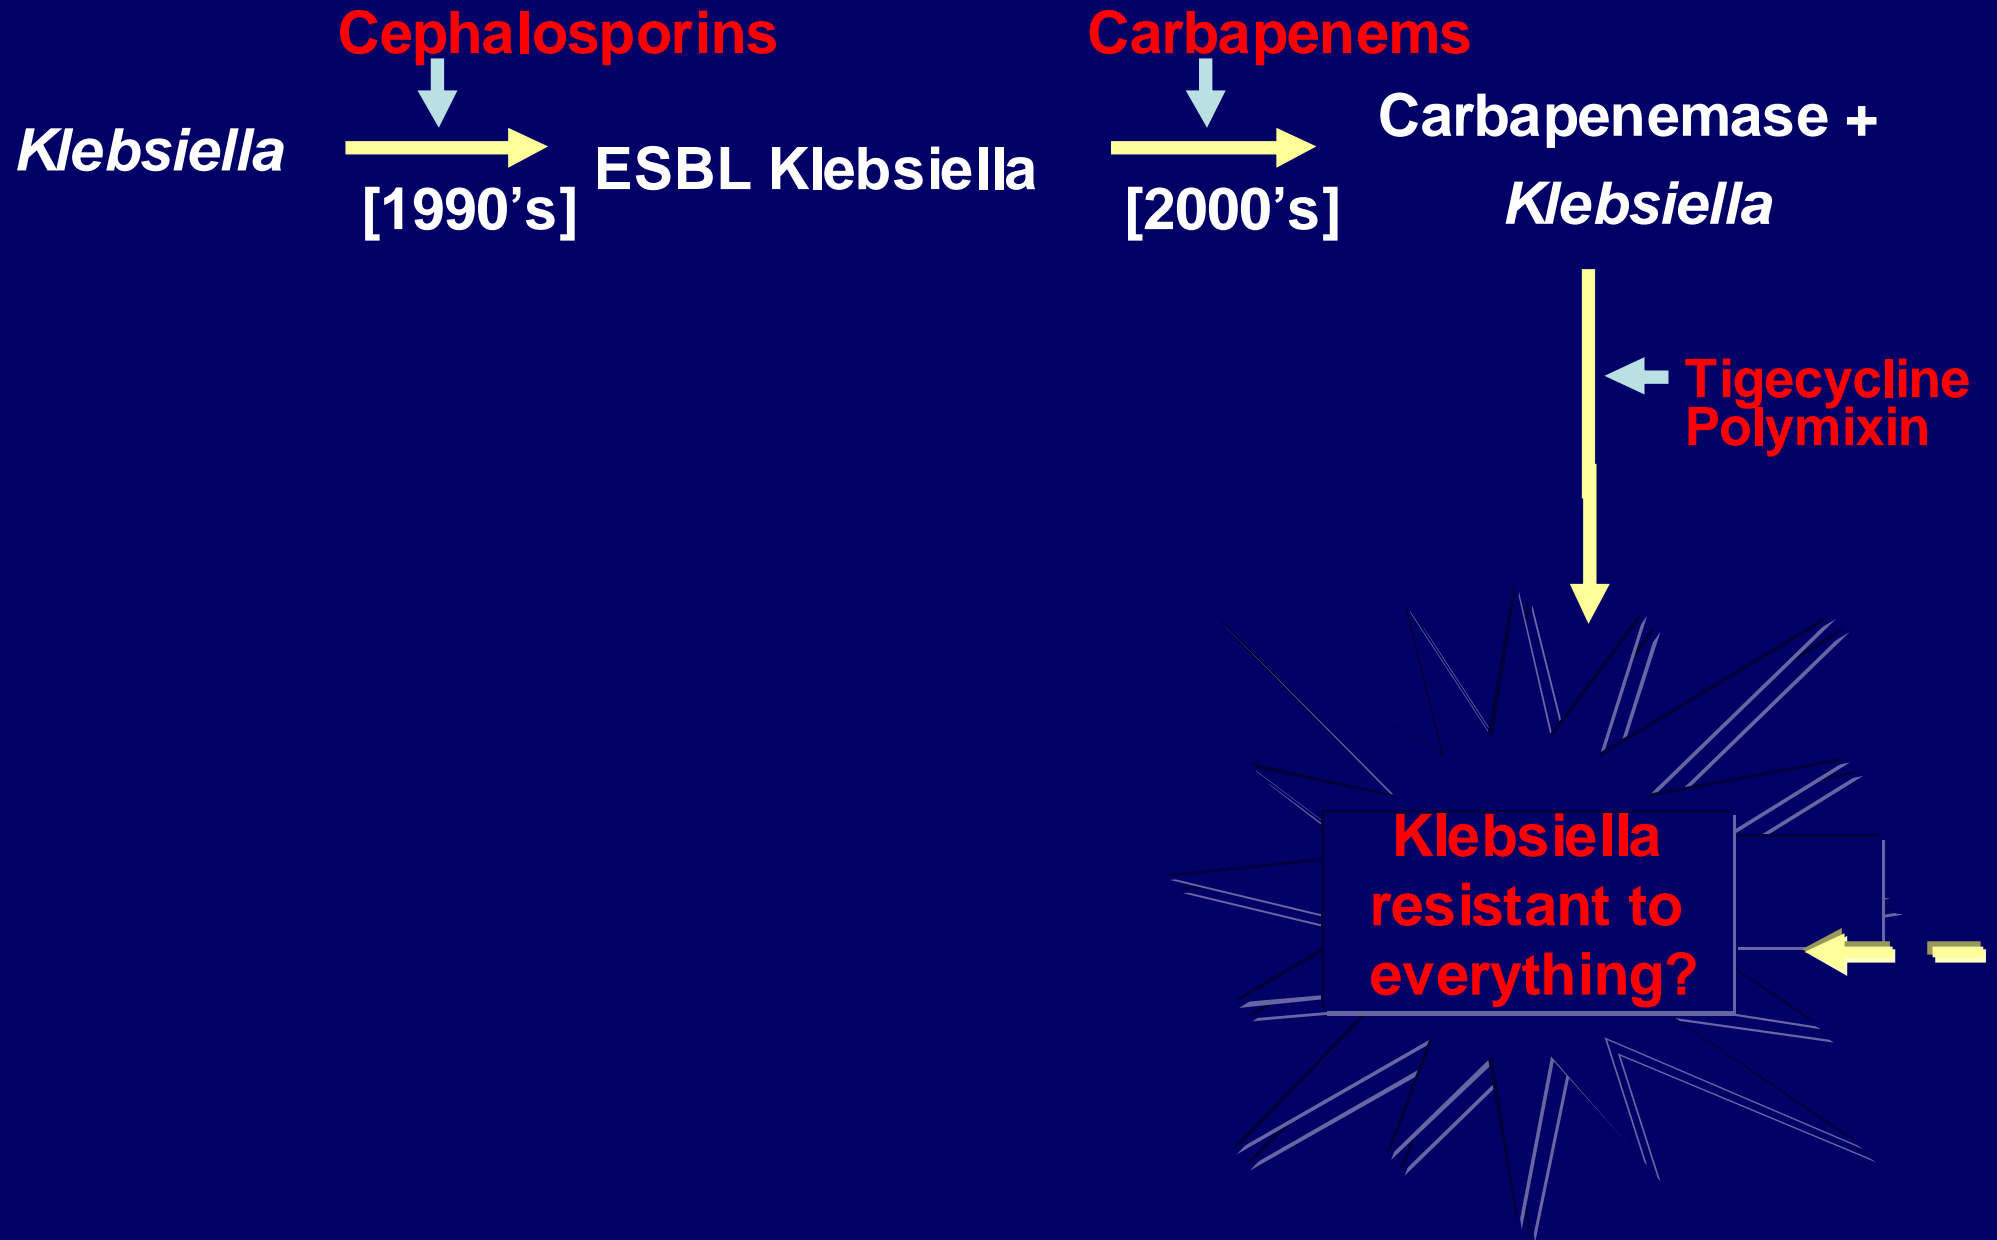 Cephalosporins
Carbapenems
Klebsiella
[1990's]
ESBL Klebsiella
[2000's]
Carbapenemase +
Klebsiella
Tigecycline
Polymixin
Klebsiella
resistant to
everything?